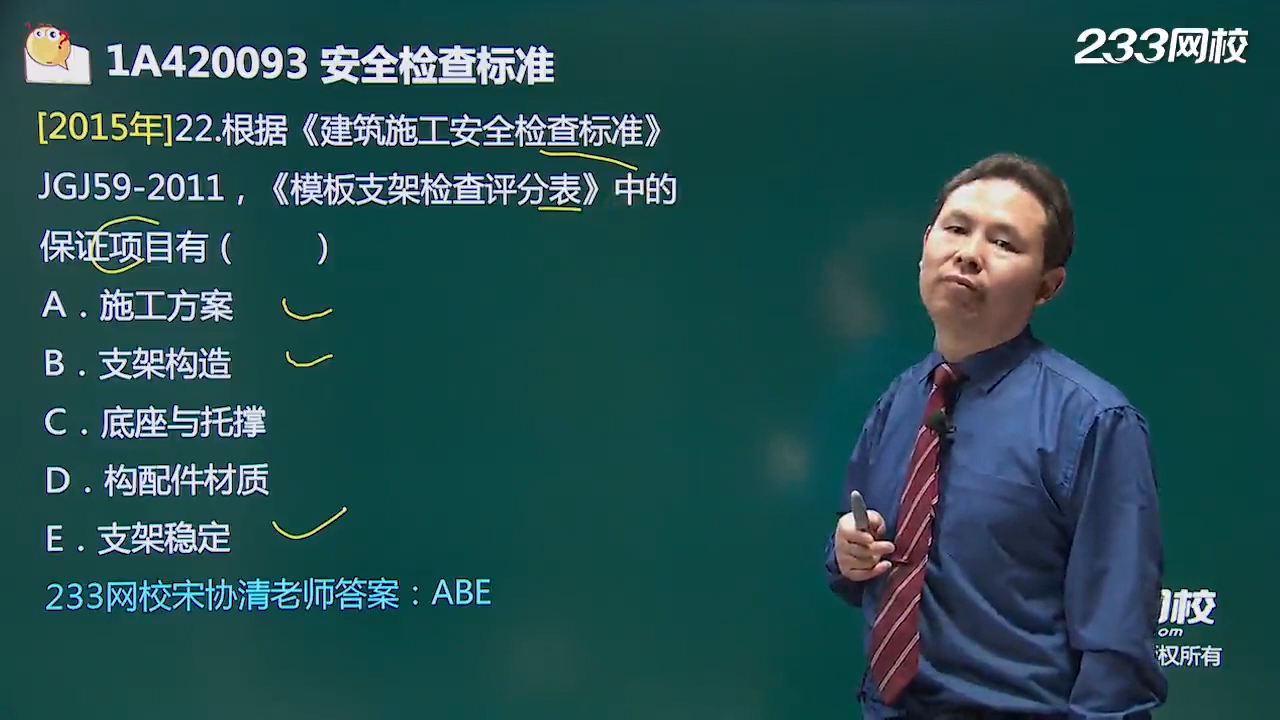 1A420093 安全检查标准
233网校
[2015年]22.根据《建筑施工安全检查标准》
JGJ59-2011，《模板支架检查评分表》中的
保证项目有（　　）
A．施工方案
B．支架构造
C．底座与托撑
D．构配件材质
E．支架稳定
233网校宋协清老师答案：ABE
网校
om
权所有